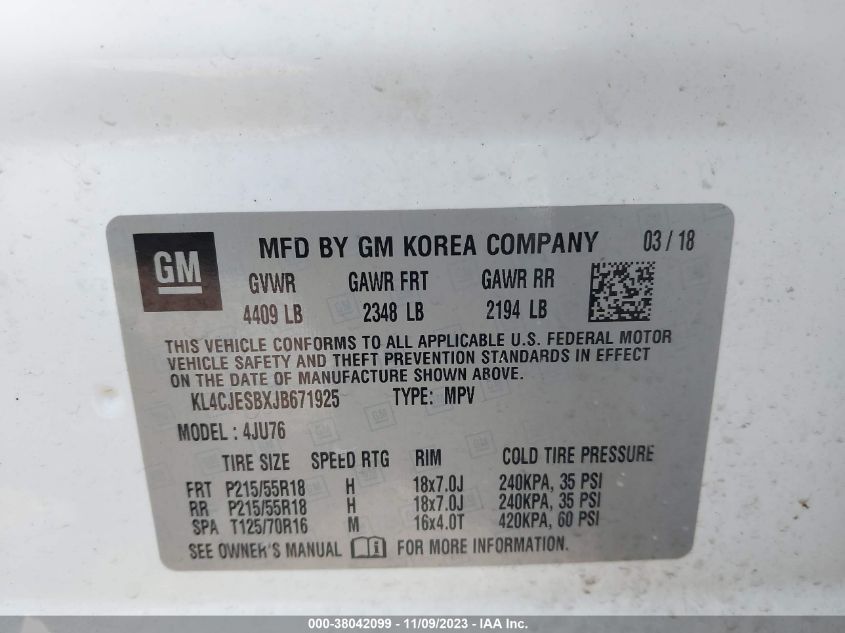 GM
MFD BY GM KOREA COMPANY 03 / 18
GVWR GAWR FRT GAWR RR
4409 LB 2348 LB 2194 LB
THIS VEHICLE CONFORMS TO ALL APPLICABLE U.S. FEDERAL MOTOR
VEHICLE SAFETY AND THEFT PREVENTION STANDARDS IN EFFECT
ON THE DATE OF MANUFACTURE SHOWN ABOVE.
KL4CJESBXJB671925 TYPE: MPV
MODEL : 4JU76
TIRE SIZE SPEED RTG RIM COLD TIRE PRESSURE
FRT P215/55R18 H 18x7.0J 240KPA, 35 PSI
RR P215/55R18 H 18x7.0J 240KPA, 35 PSI
SPA T125/70R16 M 16x4.0T 420KPA, 60 PSI
SEE OWNER'S MANUAL FOR MORE INFORMATION.
000-38042099 - 11/09/2023 - IAA Inc.